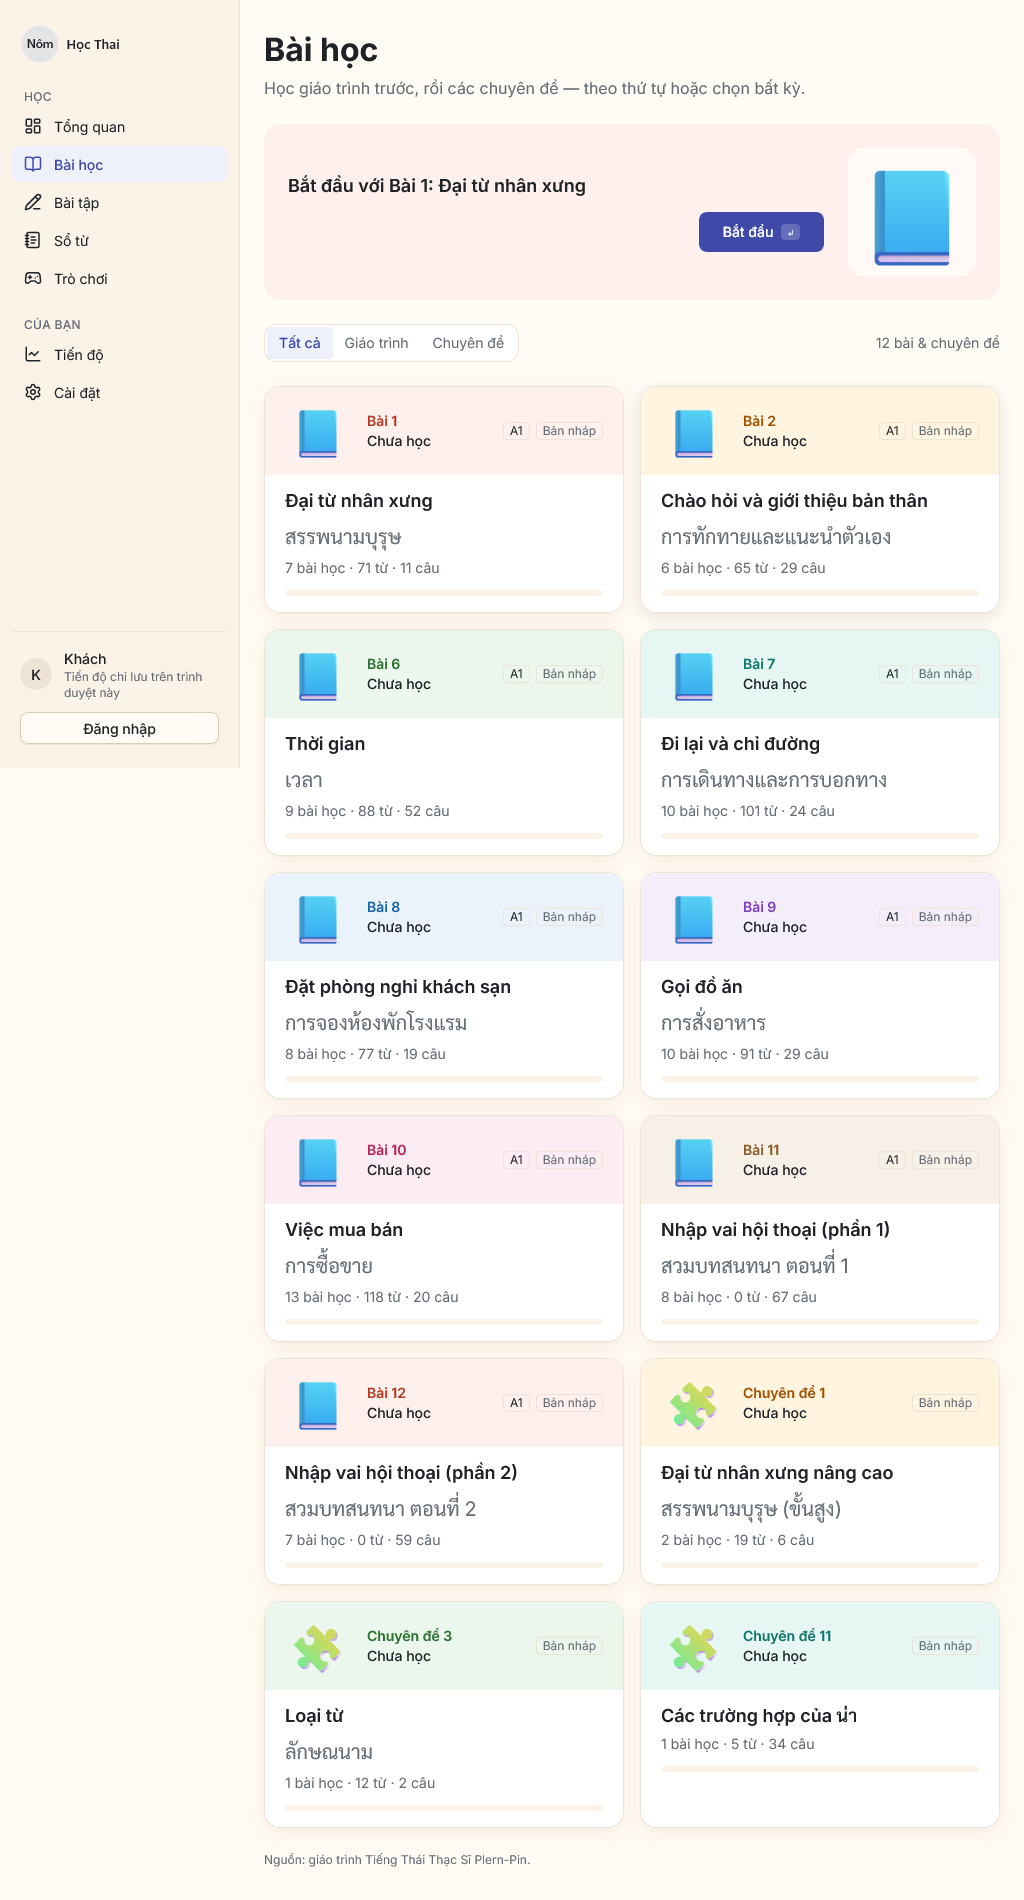 Nôm
Học Thai
HỌC
Tổng quan
Bài học
Bài tập
Sổ từ
Trò chơi
CỦA BẠN
Tiến độ
Cài đặt
K
Khách
Tiến độ chỉ lưu trên trình
duyệt này
Đăng nhập
Bài học
Học giáo trình trước, rồi các chuyên đề — theo thứ tự hoặc chọn bất kỳ.
Bắt đầu với Bài 1: Đại từ nhân xưng
Bắt đầu ↲
Tất cả Giáo trình Chuyên đề
12 bài & chuyên đề
Bài 1
Chưa học
A1 Bản nháp
Đại từ nhân xưng
สรรพนามบุรุษ
7 bài học · 71 từ · 11 câu
Bài 2
Chưa học
A1 Bản nháp
Chào hỏi và giới thiệu bản thân
การทักทายและแนะนำตัวเอง
6 bài học · 65 từ · 29 câu
Bài 6
Chưa học
A1 Bản nháp
Thời gian
เวลา
9 bài học · 88 từ · 52 câu
Bài 7
Chưa học
A1 Bản nháp
Đi lại và chỉ đường
การเดินทางและการบอกทาง
10 bài học · 101 từ · 24 câu
Bài 8
Chưa học
A1 Bản nháp
Đặt phòng nghỉ khách sạn
การจองห้องพักโรงแรม
8 bài học · 77 từ · 19 câu
Bài 9
Chưa học
A1 Bản nháp
Gọi đồ ăn
การสั่งอาหาร
10 bài học · 91 từ · 29 câu
Bài 10
Chưa học
A1 Bản nháp
Việc mua bán
การซื้อขาย
13 bài học · 118 từ · 20 câu
Bài 11
Chưa học
A1 Bản nháp
Nhập vai hội thoại (phần 1)
สวมบทสนทนา ตอนที่ 1
8 bài học · 0 từ · 67 câu
Bài 12
Chưa học
A1 Bản nháp
Nhập vai hội thoại (phần 2)
สวมบทสนทนา ตอนที่ 2
7 bài học · 0 từ · 59 câu
Chuyên đề 1
Chưa học
Bản nháp
Đại từ nhân xưng nâng cao
สรรพนามบุรุษ (ขั้นสูง)
2 bài học · 19 từ · 6 câu
Chuyên đề 3
Chưa học
Bản nháp
Loại từ
ลักษณนาม
1 bài học · 12 từ · 2 câu
Chuyên đề 11
Chưa học
Bản nháp
Các trường hợp của น่า
1 bài học · 5 từ · 34 câu
Nguồn: giáo trình Tiếng Thái Thạc Sĩ Plern-Pin.